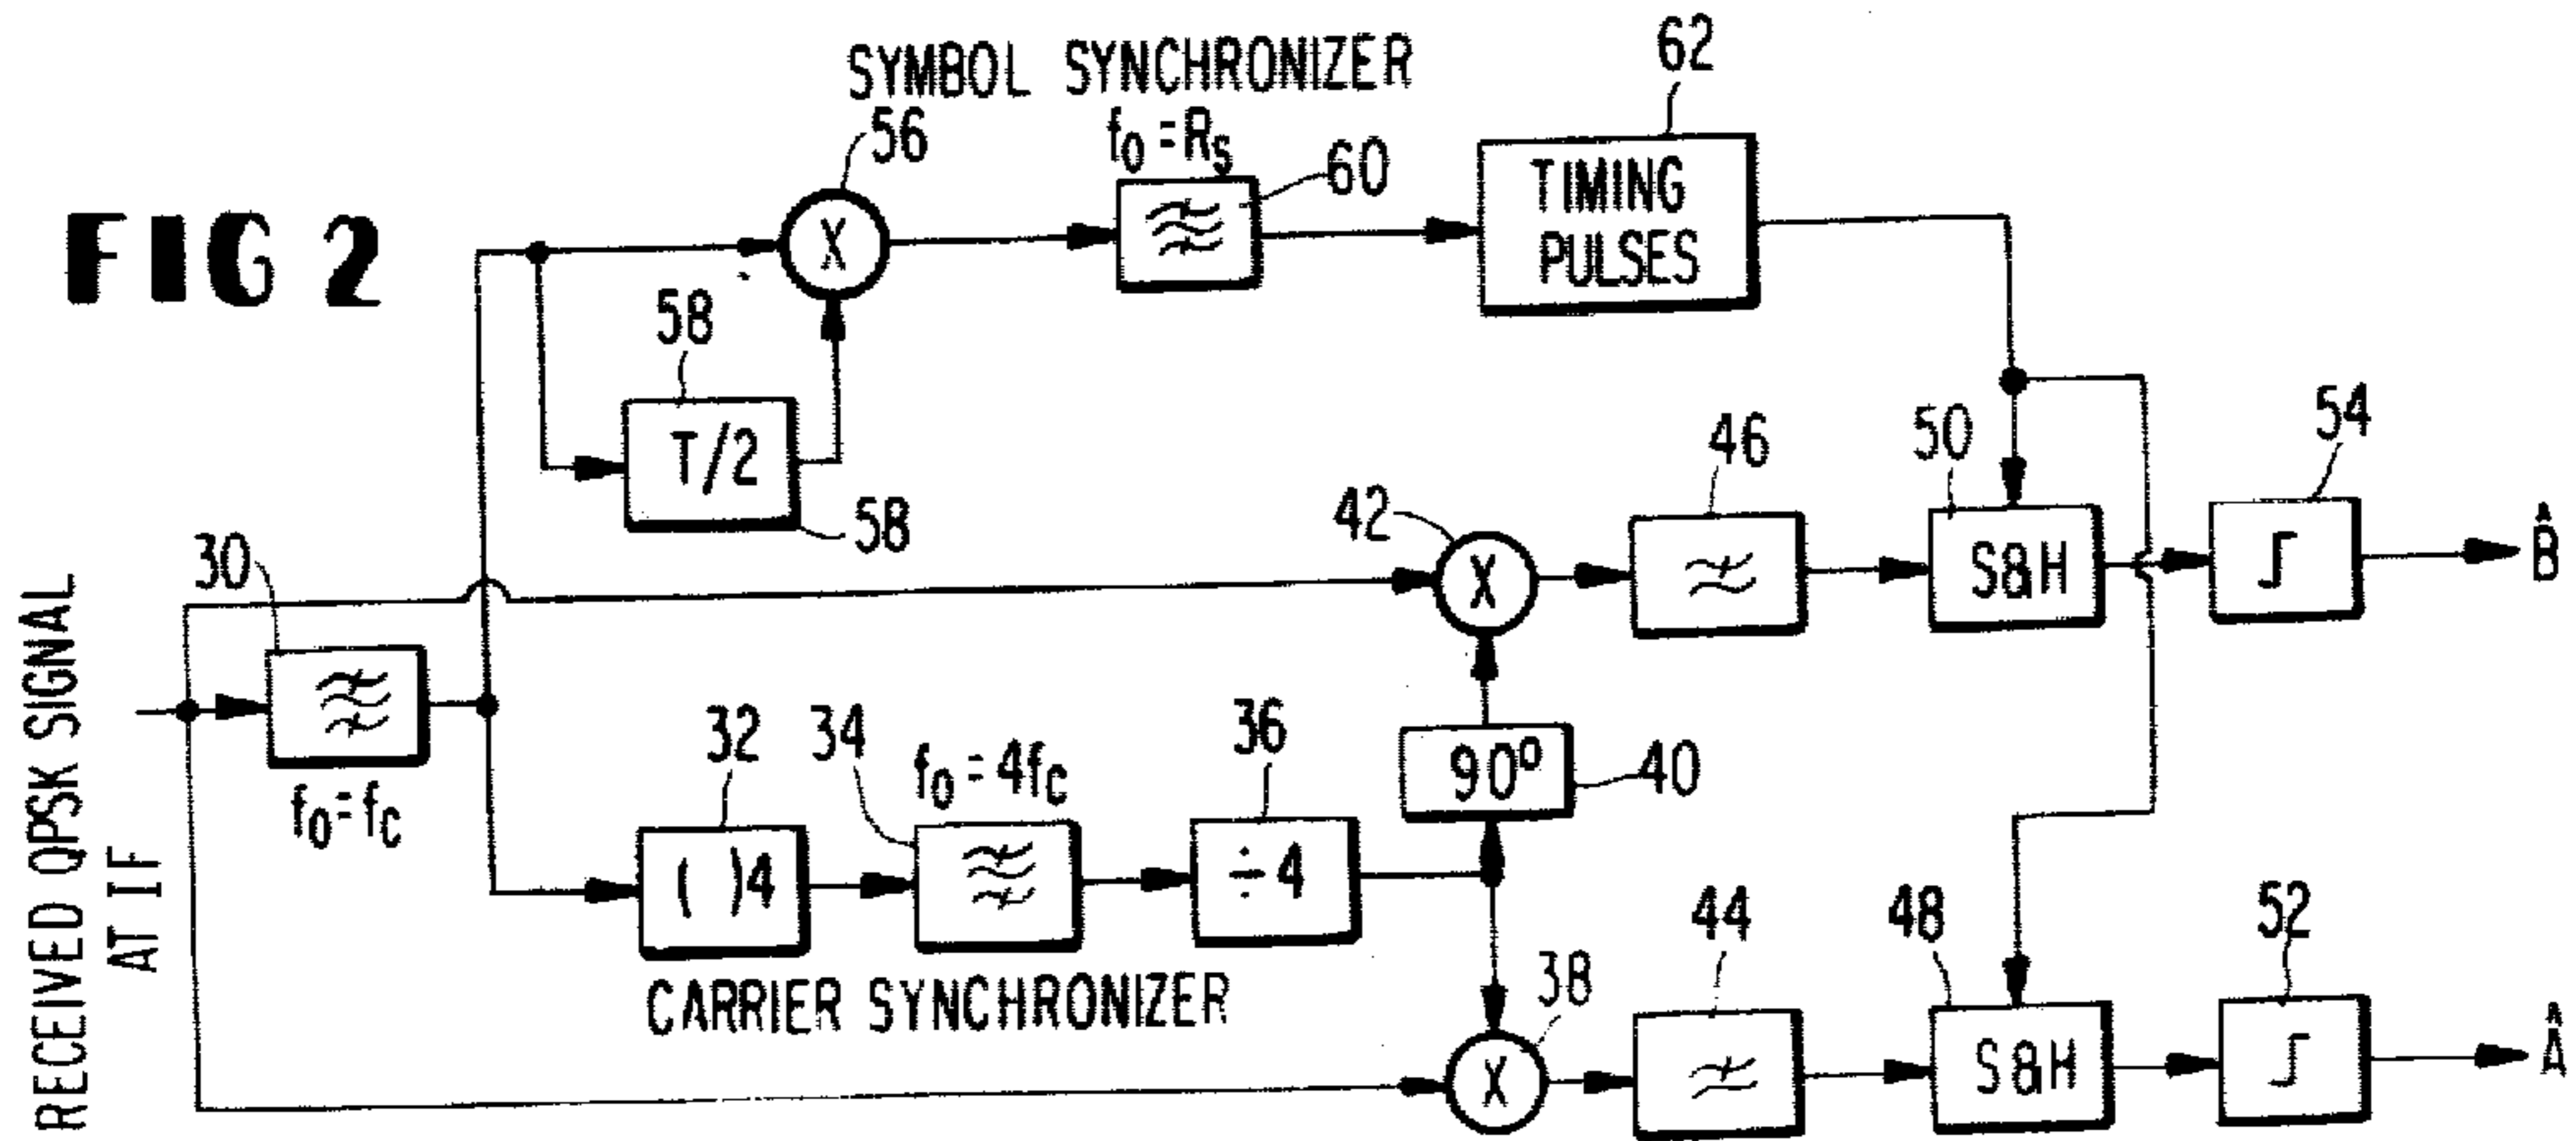 FIG 2
SYMBOL SYNCHRONIZER
56
f₀ = Rₛ
60
62
TIMING
PULSES
X
58
T/2
58
30
f₀ = f_c
RECEIVED QPSK SIGNAL
AT IF
42
X
46
50
S&H
54
B̂
32
( )4
34
f₀ = 4f_c
36
÷4
90°
40
CARRIER SYNCHRONIZER
38
X
44
48
S&H
52
Â